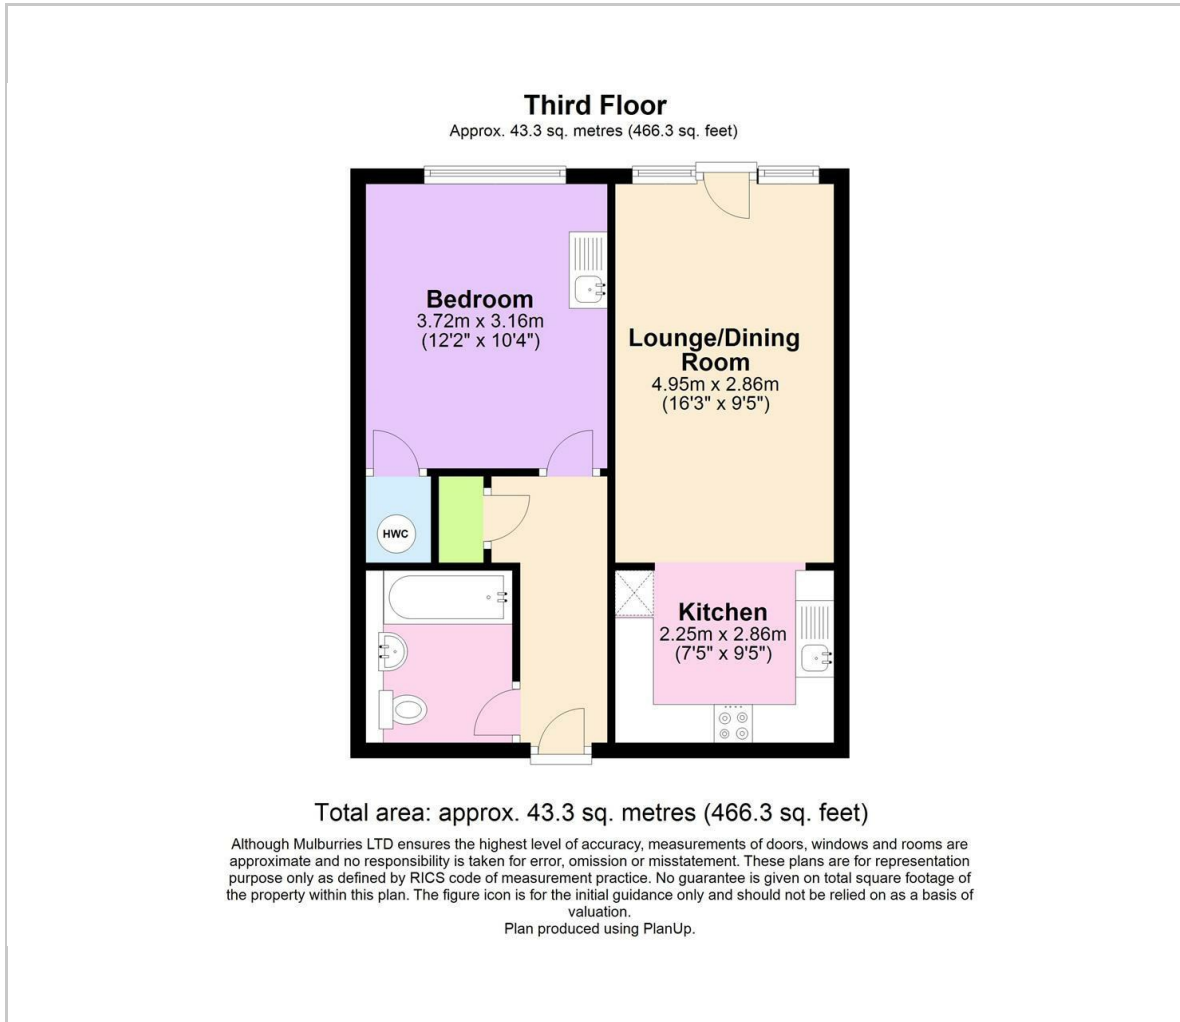 Third Floor
Approx. 43.3 sq. metres (466.3 sq. feet)
Bedroom
3.72m x 3.16m
(12'2" x 10'4")
Lounge/Dining
Room
4.95m x 2.86m
(16'3" x 9'5")
HWC
Kitchen
2.25m x 2.86m
(7'5" x 9'5")
Total area: approx. 43.3 sq. metres (466.3 sq. feet)
Although Mulburries LTD ensures the highest level of accuracy, measurements of doors, windows and rooms are
approximate and no responsibility is taken for error, omission or misstatement. These plans are for representation
purpose only as defined by RICS code of measurement practice. No guarantee is given on total square footage of
the property within this plan. The figure icon is for the initial guidance only and should not be relied on as a basis of
valuation.
Plan produced using PlanUp.